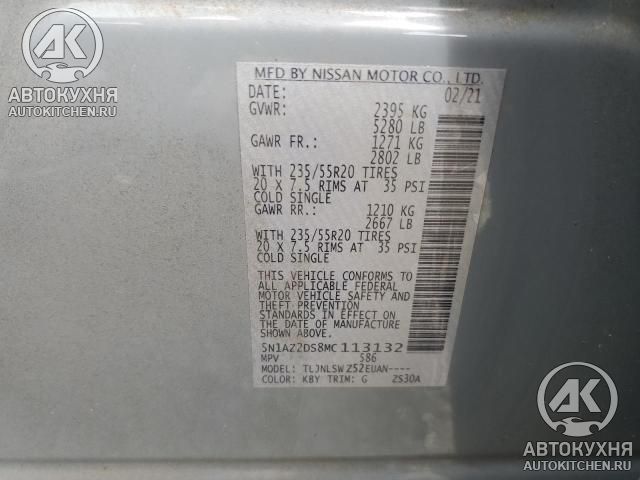 АВТОКУХНЯ
AUTOKITCHEN.RU
MFD BY NISSAN MOTOR CO., LTD.
DATE: 02/21
GVWR: 2395 KG
5280 LB
GAWR FR.: 1271 KG
2802 LB
WITH 235/55R20 TIRES
20 X 7.5 RIMS AT 35 PSI
COLD SINGLE
GAWR RR.: 1210 KG
2667 LB
WITH 235/55R20 TIRES
20 X 7.5 RIMS AT 35 PSI
COLD SINGLE
THIS VEHICLE CONFORMS TO
ALL APPLICABLE FEDERAL
MOTOR VEHICLE SAFETY AND
THEFT PREVENTION
STANDARDS IN EFFECT ON
THE DATE OF MANUFACTURE
SHOWN ABOVE.
5N1AZ2DS8MC113132
MPV 586
MODEL: TLJNLSWZ52EUAN----
COLOR: KBY TRIM: G ZS30A
АВТОКУХНЯ
AUTOKITCHEN.RU